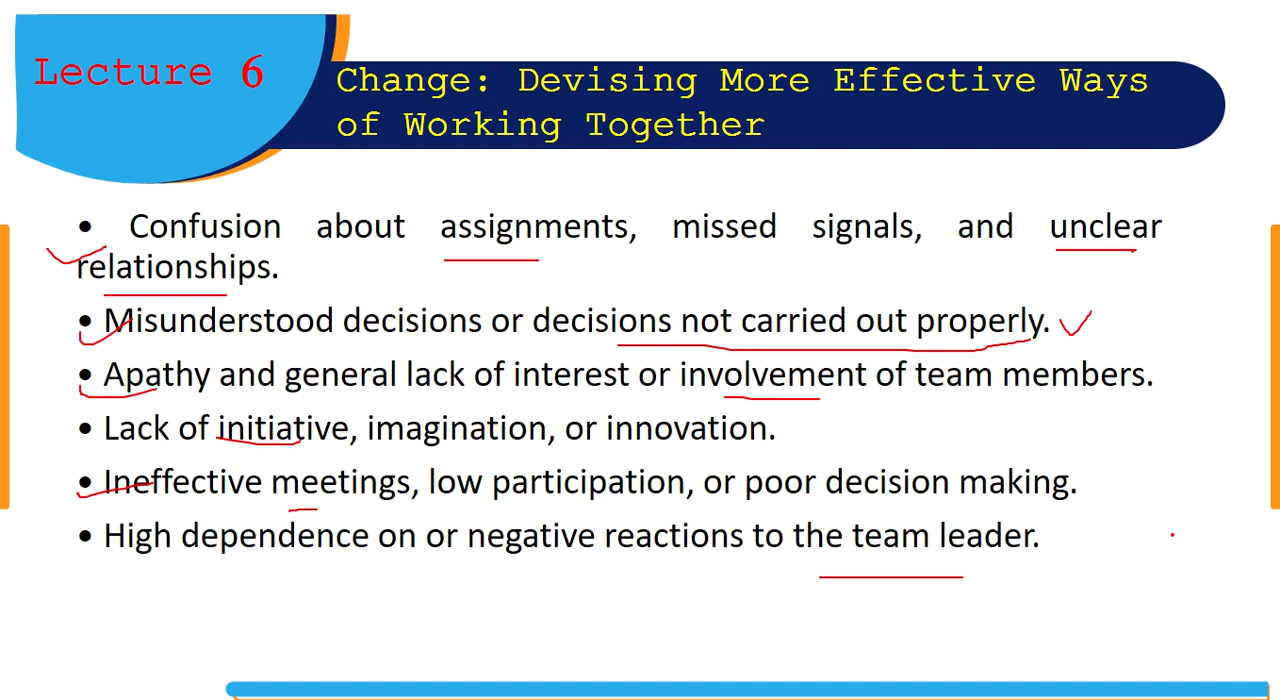 Lecture 6
Change: Devising More Effective Ways
of Working Together
• Confusion about assignments, missed signals, and unclear
relationships.
• Misunderstood decisions or decisions not carried out properly.
• Apathy and general lack of interest or involvement of team members.
• Lack of initiative, imagination, or innovation.
• Ineffective meetings, low participation, or poor decision making.
• High dependence on or negative reactions to the team leader.